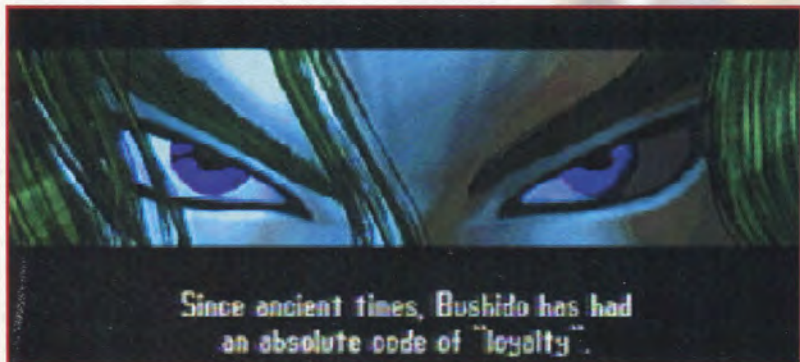 Since ancient times, Bushido has had
an absolute code of "loyalty".